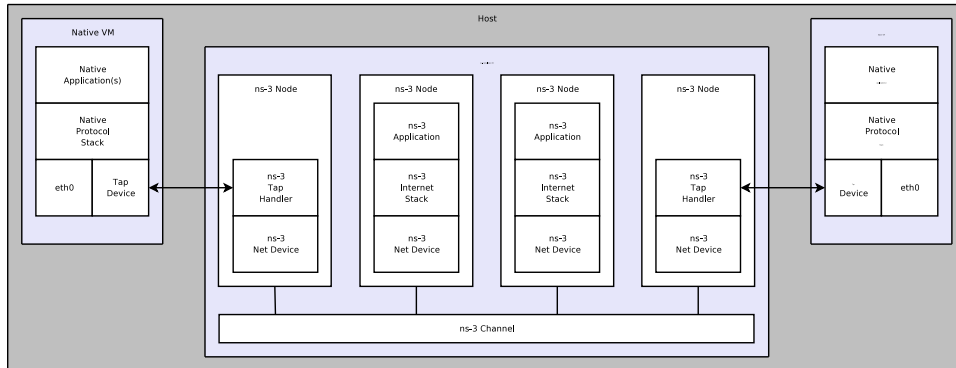 Host
Native VM
Native
Application(s)
Native
Protocol
Stack
eth0
Tap
Device
ns-3 Node
ns-3
Tap
Handler
ns-3
Net Device
ns-3 Node
ns-3
Application
ns-3
Internet
Stack
ns-3
Net Device
ns-3 Node
ns-3
Application
ns-3
Internet
Stack
ns-3
Net Device
ns-3 Node
ns-3
Tap
Handler
ns-3
Net Device
ns-3 Channel
Native
Native
Protocol
Device
eth0